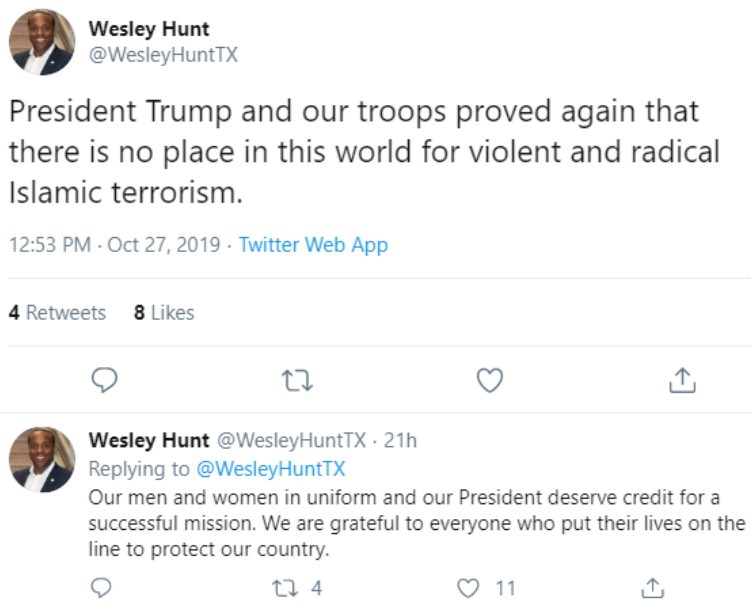 Wesley Hunt
@WesleyHuntTX
President Trump and our troops proved again that
there is no place in this world for violent and radical
Islamic terrorism.
12:53 PM · Oct 27, 2019 · Twitter Web App
4 Retweets 8 Likes
Wesley Hunt @WesleyHuntTX · 21h
Replying to @WesleyHuntTX
Our men and women in uniform and our President deserve credit for a
successful mission. We are grateful to everyone who put their lives on the
line to protect our country.
4 11